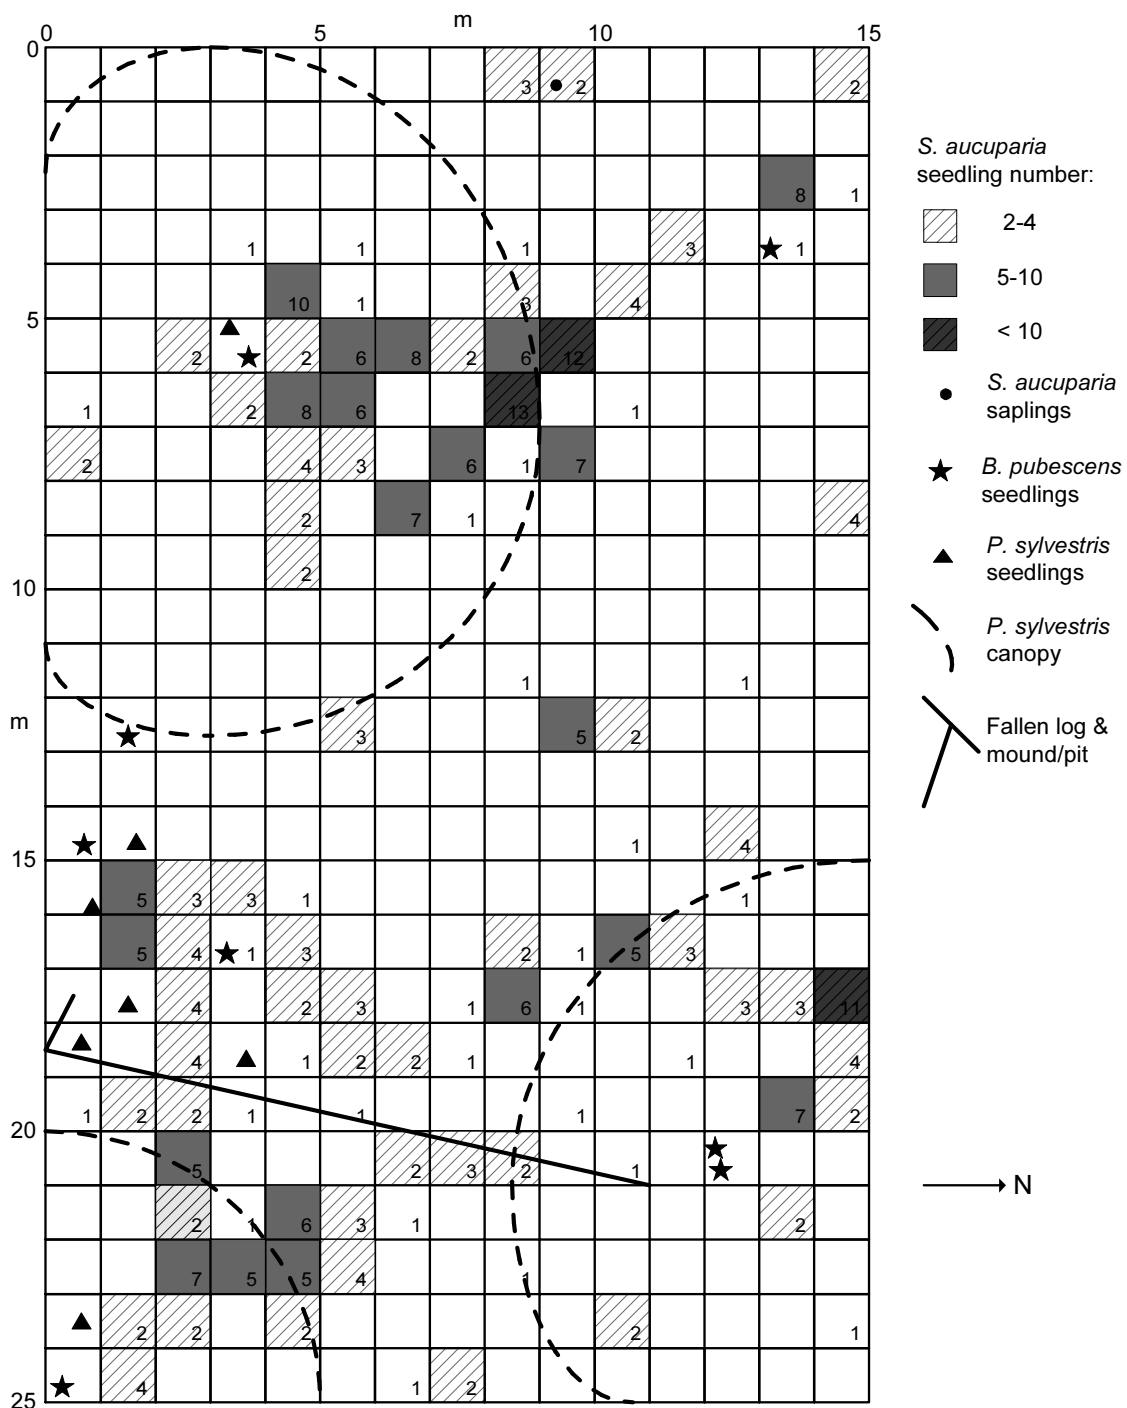 m
0 5 10 15
0
3 2 2
8 1
1 1 1 3 1
10 1 3 4
5
2 2 6 8 2 6 12
1 2 8 6 13 1
2 4 3 6 1 7
2 7 1 4
2
10
1 1
m
3 5 2
1 4
15
5 3 3 1 1
5 4 1 3 2 1 5 3
4 2 3 1 6 1 3 3 11
4 1 2 2 1 1 4
1 2 2 1 1 1 7 2
20
5 2 3 2 1
2 1 6 3 1 2
7 5 5 4 1
2 2 2 2 1
4 1 2
25
S. aucuparia
seedling number:
2-4
5-10
< 10
S. aucuparia
saplings
B. pubescens
seedlings
P. sylvestris
seedlings
P. sylvestris
canopy
Fallen log &
mound/pit
N